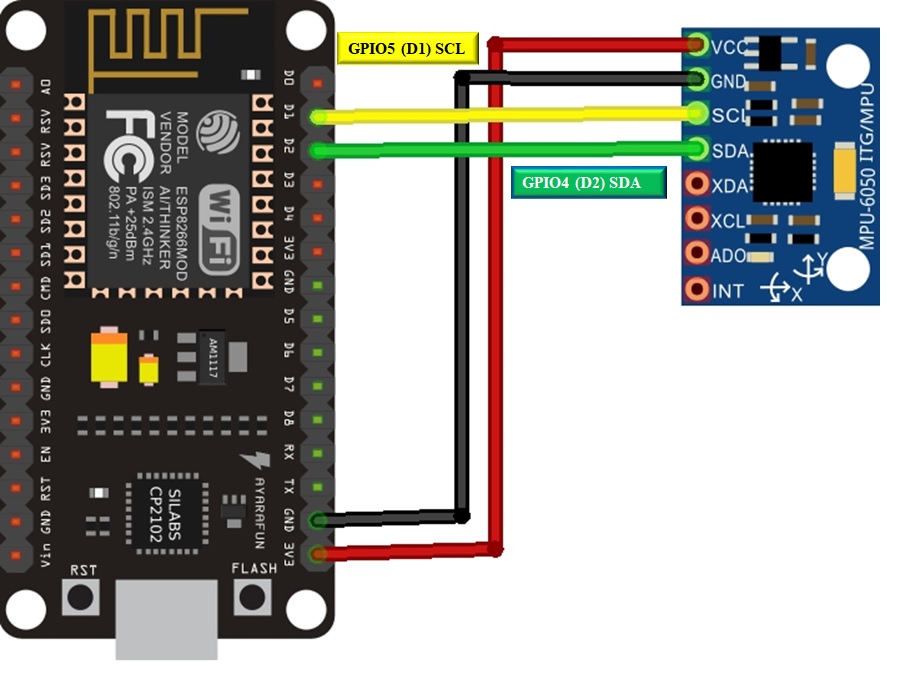 GPIO5 (D1) SCL
GPIO4 (D2) SDA
A0
RSV
RSV
SD3
SD2
SD1
CMD
SD0
CLK
GND
3V3
EN
RST
GND
Vin
D0
D1
D2
D3
D4
3V3
GND
D5
D6
D7
D8
RX
TX
GND
3V3
FC
MODEL
VENDOR
ESP8266MOD
AI/THINKER
ISM 2.4GHz
PA +25dBm
802.11b/g/n
Wi Fi
AM1117
SILABS
CP2102
AYARAFUN
RST
FLASH
VCC
GND
SCL
SDA
XDA
XCL
ADO
INT
MPU-6050 ITG/MPU
X
Y